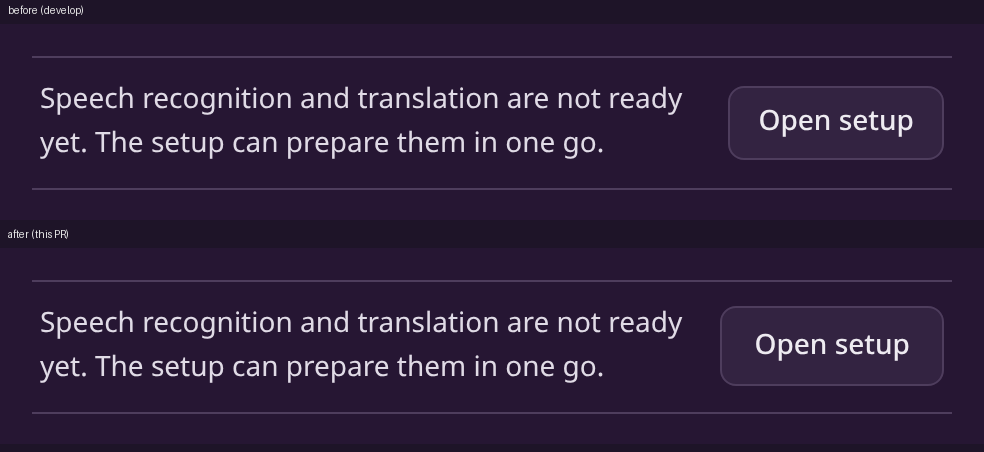 before (develop)
Speech recognition and translation are not ready
yet. The setup can prepare them in one go.
Open setup
after (this PR)
Speech recognition and translation are not ready
yet. The setup can prepare them in one go.
Open setup